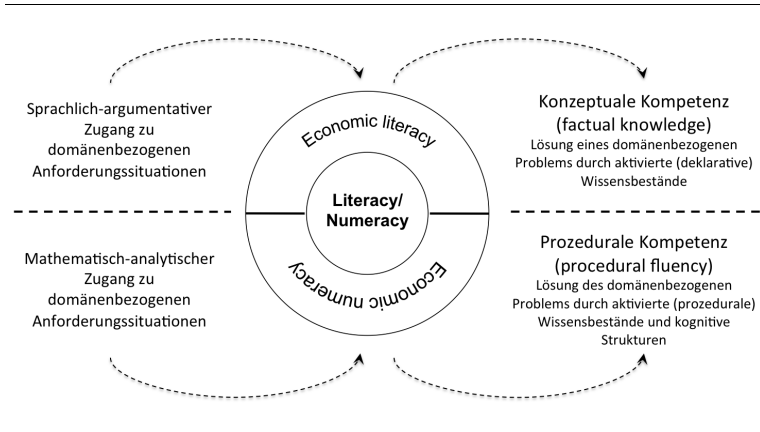 Sprachlich-argumentativer
Zugang zu
domänenbezogenen
Anforderungssituationen
Mathematisch-analytischer
Zugang zu
domänenbezogenen
Anforderungssituationen
Economic literacy
Literacy/
Numeracy
Economic numeracy
Konzeptuale Kompetenz
(factual knowledge)
Lösung eines domänenbezogenen
Problems durch aktivierte (deklarative)
Wissensbestände
Prozedurale Kompetenz
(procedural fluency)
Lösung des domänenbezogenen
Problems durch aktivierte (prozedurale)
Wissensbestände und kognitive
Strukturen